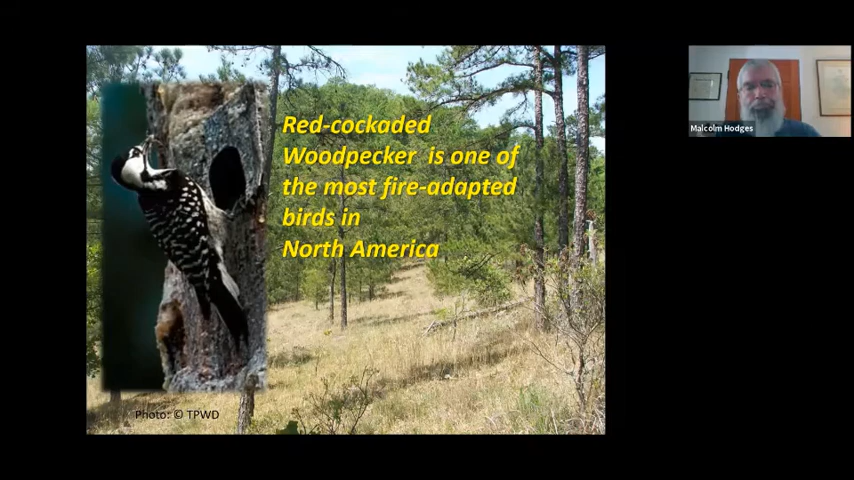 Red-cockaded
Woodpecker is one of
the most fire-adapted
birds in
North America
Photo: © TPWD
Malcolm Hodges